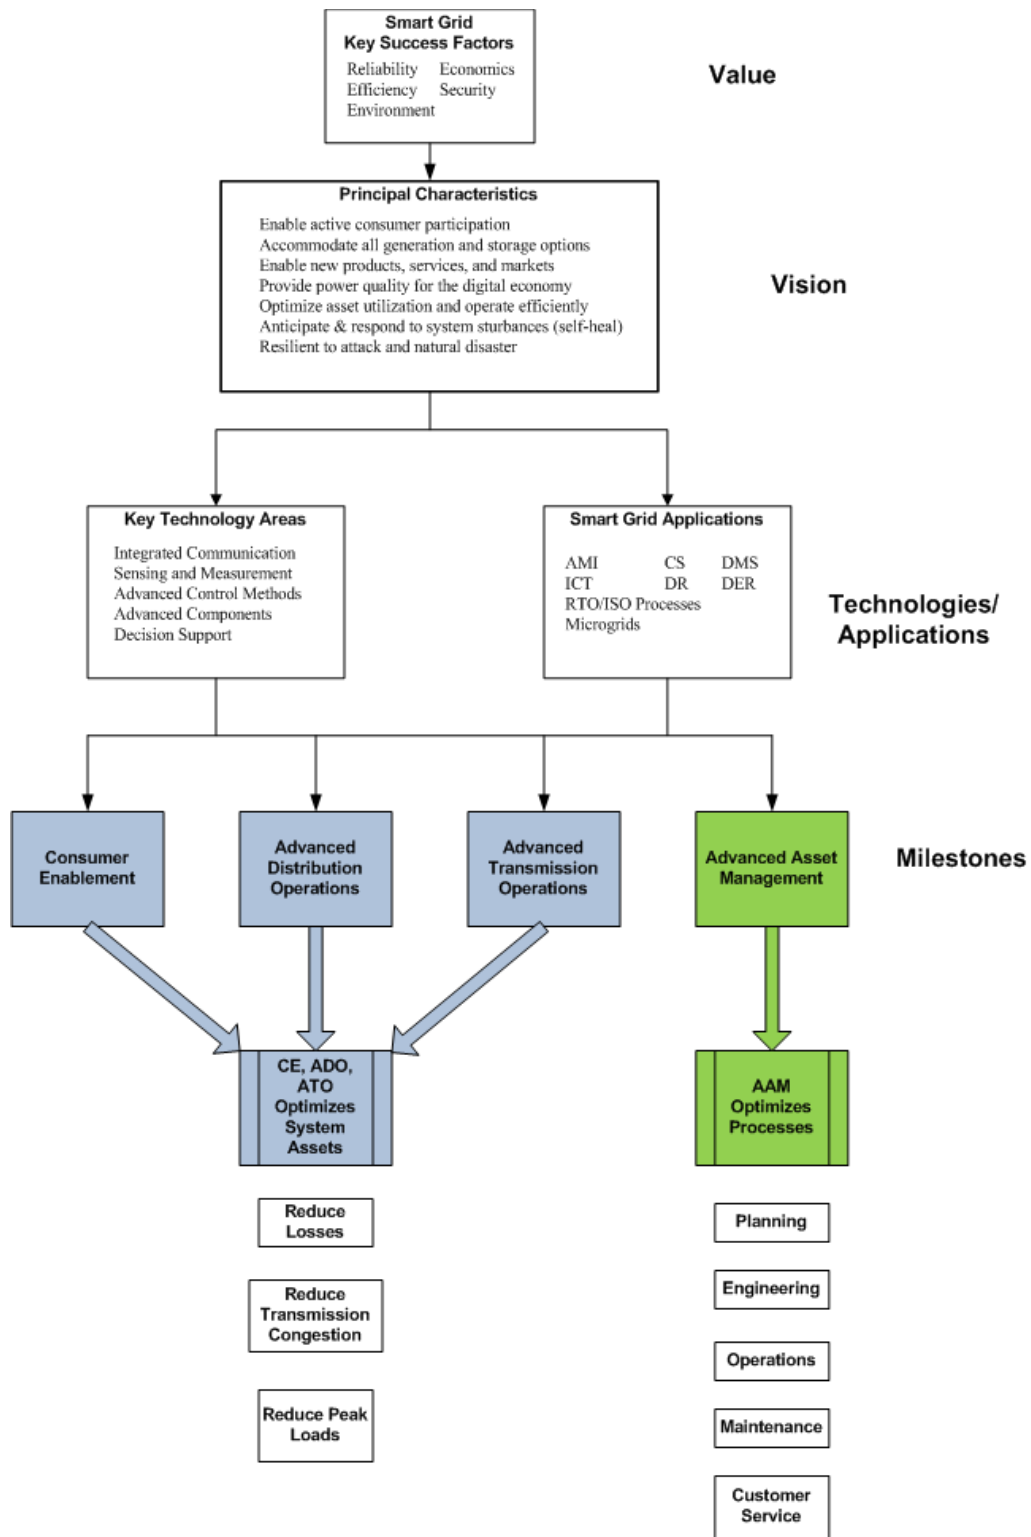 Smart Grid
Key Success Factors
Reliability Economics
Efficiency Security
Environment
Value
Principal Characteristics
Enable active consumer participation
Accommodate all generation and storage options
Enable new products, services, and markets
Provide power quality for the digital economy
Optimize asset utilization and operate efficiently
Anticipate & respond to system sturbances (self-heal)
Resilient to attack and natural disaster
Vision
Key Technology Areas
Integrated Communication
Sensing and Measurement
Advanced Control Methods
Advanced Components
Decision Support
Smart Grid Applications
AMI CS DMS
ICT DR DER
RTO/ISO Processes
Microgrids
Technologies/
Applications
Consumer
Enablement
Advanced
Distribution
Operations
Advanced
Transmission
Operations
Advanced Asset
Management
Milestones
CE, ADO,
ATO
Optimizes
System
Assets
AAM
Optimizes
Processes
Reduce
Losses
Reduce
Transmission
Congestion
Reduce Peak
Loads
Planning
Engineering
Operations
Maintenance
Customer
Service